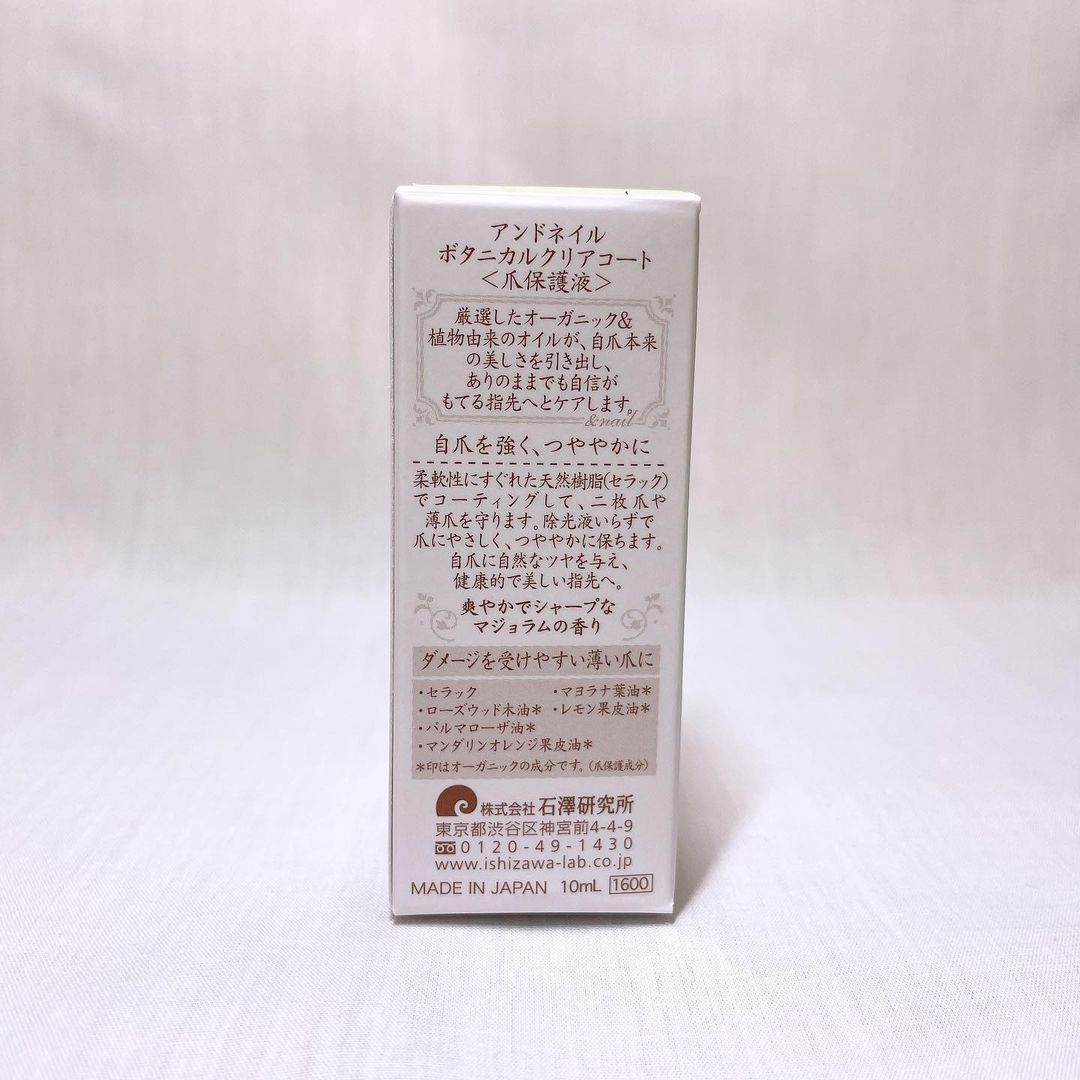 アンドネイル
ボタニカルクリアコート
<爪保護液>
厳選したオーガニック&
植物由来のオイルが、自爪本来
の美しさを引き出し、
ありのままでも自信が
もてる指先へとケアします。
&nail
自爪を強く、つややかに
柔軟性にすぐれた天然樹脂(セラック)
でコーティングして、二枚爪や
薄爪を守ります。除光液いらずで
爪にやさしく、つややかに保ちます。
自爪に自然なツヤを与え、
健康的で美しい指先へ。
爽やかでシャープな
マジョラムの香り
ダメージを受けやすい薄い爪に
・セラック ・マヨラナ葉油*
・ローズウッド木油* ・レモン果皮油*
・パルマローザ油*
・マンダリンオレンジ果皮油*
*印はオーガニックの成分です。(爪保護成分)
株式会社 石澤研究所
東京都渋谷区神宮前4-4-9
0120-49-1430
www.ishizawa-lab.co.jp
MADE IN JAPAN 10mL 1600